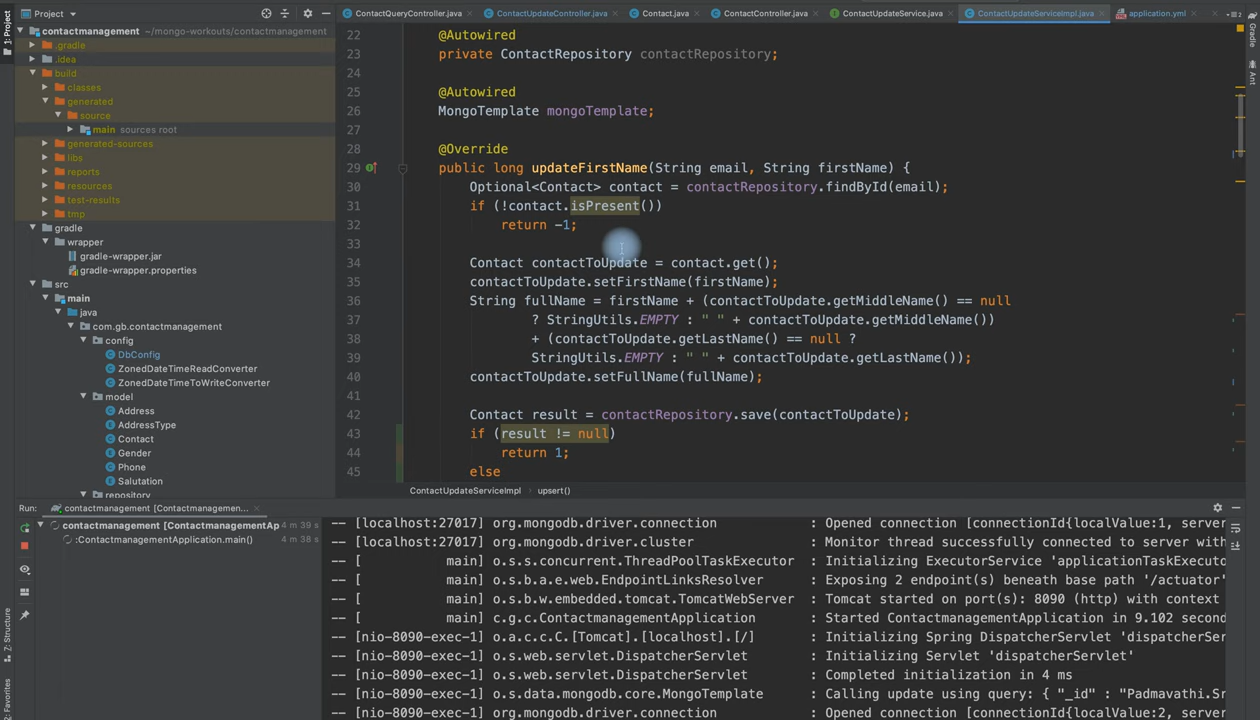 Project
ContactQueryController.java
ContactUpdateController.java
Contact.java
ContactController.java
ContactUpdateService.java
ContactUpdateServiceImpl.java
application.yml
1: Project
contactmanagement ~/mongo-workouts/contactmanagement
.gradle
.idea
build
classes
generated
source
main sources root
generated-sources
libs
reports
resources
test-results
tmp
gradle
wrapper
gradle-wrapper.jar
gradle-wrapper.properties
src
main
java
com.gb.contactmanagement
config
DbConfig
ZonedDateTimeReadConverter
ZonedDateTimeToWriteConverter
model
Address
AddressType
Contact
Gender
Phone
Salutation
repository
22 @Autowired
23 private ContactRepository contactRepository;
24
25 @Autowired
26 MongoTemplate mongoTemplate;
27
28 @Override
29 public long updateFirstName(String email, String firstName) {
30 Optional<Contact> contact = contactRepository.findById(email);
31 if (!contact.isPresent())
32 return -1;
33
34 Contact contactToUpdate = contact.get();
35 contactToUpdate.setFirstName(firstName);
36 String fullName = firstName + (contactToUpdate.getMiddleName() == null
37 ? StringUtils.EMPTY : " " + contactToUpdate.getMiddleName())
38 + (contactToUpdate.getLastName() == null ?
39 StringUtils.EMPTY : " " + contactToUpdate.getLastName());
40 contactToUpdate.setFullName(fullName);
41
42 Contact result = contactRepository.save(contactToUpdate);
43 if (result != null)
44 return 1;
45 else
ContactUpdateServiceImpl upsert()
Gradle
Ant
Run: contactmanagement [Contactmanagemen...
contactmanagement [ContactmanagementAp 4 m 39 s
:ContactmanagementApplication.main() 4 m 38 s
-- [localhost:27017] org.mongodb.driver.connection : Opened connection [connectionId{localValue:1, server
-- [localhost:27017] org.mongodb.driver.cluster : Monitor thread successfully connected to server with
-- [ main] o.s.s.concurrent.ThreadPoolTaskExecutor : Initializing ExecutorService 'applicationTaskExecut
-- [ main] o.s.b.a.e.web.EndpointLinksResolver : Exposing 2 endpoint(s) beneath base path '/actuator'
-- [ main] o.s.b.w.embedded.tomcat.TomcatWebServer : Tomcat started on port(s): 8090 (http) with context
-- [ main] c.g.c.ContactmanagementApplication : Started ContactmanagementApplication in 9.102 second
-- [nio-8090-exec-1] o.a.c.c.C.[Tomcat].[localhost].[/] : Initializing Spring DispatcherServlet 'dispatcherSer
-- [nio-8090-exec-1] o.s.web.servlet.DispatcherServlet : Initializing Servlet 'dispatcherServlet'
-- [nio-8090-exec-1] o.s.web.servlet.DispatcherServlet : Completed initialization in 4 ms
-- [nio-8090-exec-1] o.s.data.mongodb.core.MongoTemplate : Calling update using query: { "_id" : "Padmavathi.Sr
-- [nio-8090-exec-1] org.mongodb.driver.connection : Opened connection [connectionId{localValue:2, server
Z: Structure
2: Favorites